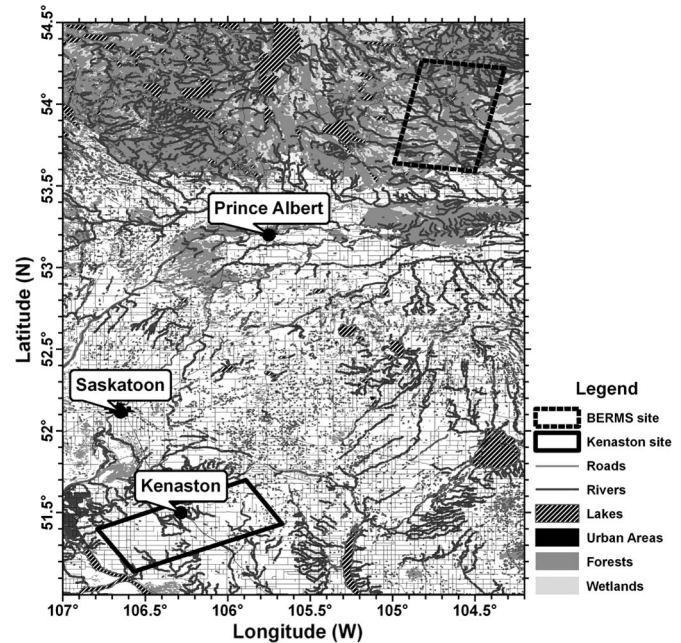 54.5°
54°
53.5°
53°
52.5°
52°
51.5°
Latitude (N)
Prince Albert
Saskatoon
Kenaston
107 106.5° 106° 105.5° 105° 104.5°
Longitude (W)
Legend
BERMS site
Kenaston site
Roads
Rivers
Lakes
Urban Areas
Forests
Wetlands